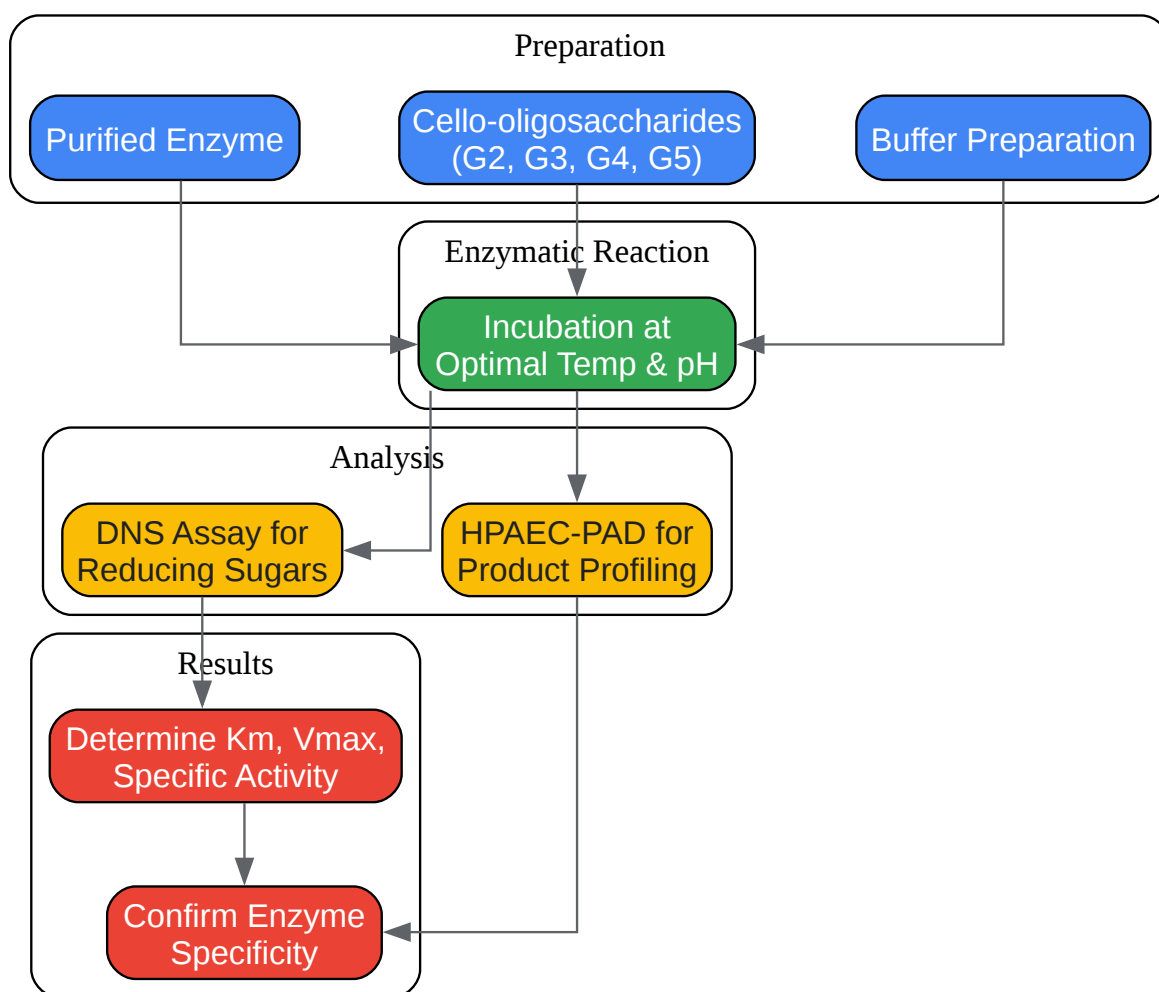 Preparation
Purified Enzyme
Cello-oligosaccharides
(G2, G3, G4, G5)
Buffer Preparation
Enzymatic Reaction
Incubation at
Optimal Temp & pH
Analysis
DNS Assay for
Reducing Sugars
HPAEC-PAD for
Product Profiling
Results
Determine Km, Vmax,
Specific Activity
Confirm Enzyme
Specificity